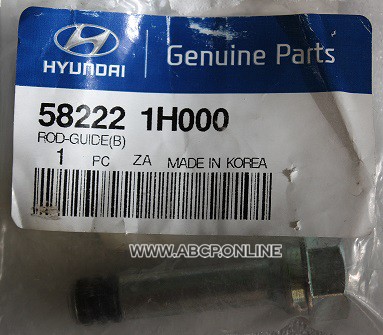 HYUNDAI
Genuine Parts
58222 1H000
ROD-GUIDE(B)
1 PC ZA MADE IN KOREA
WWW.ABCP.ONLINE